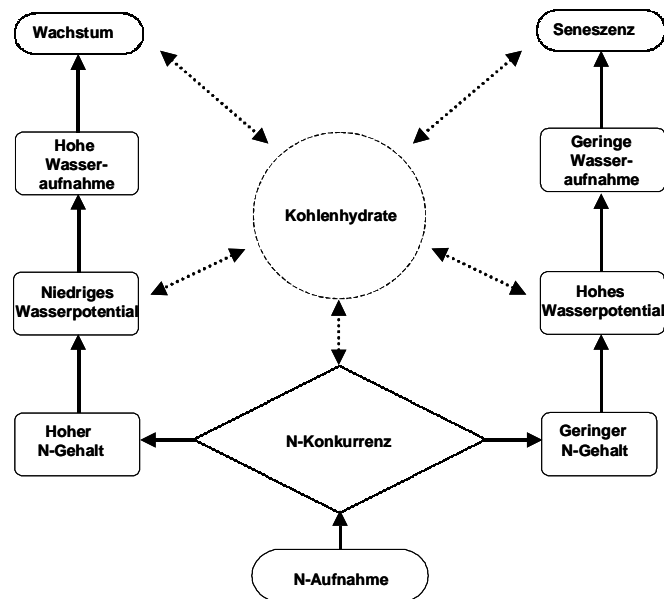 Wachstum
Seneszenz
Hohe
Wasser-
aufnahme
Geringe
Wasser-
aufnahme
Kohlenhydrate
Niedriges
Wasserpotential
Hohes
Wasserpotential
Hoher
N-Gehalt
N-Konkurrenz
Geringer
N-Gehalt
N-Aufnahme